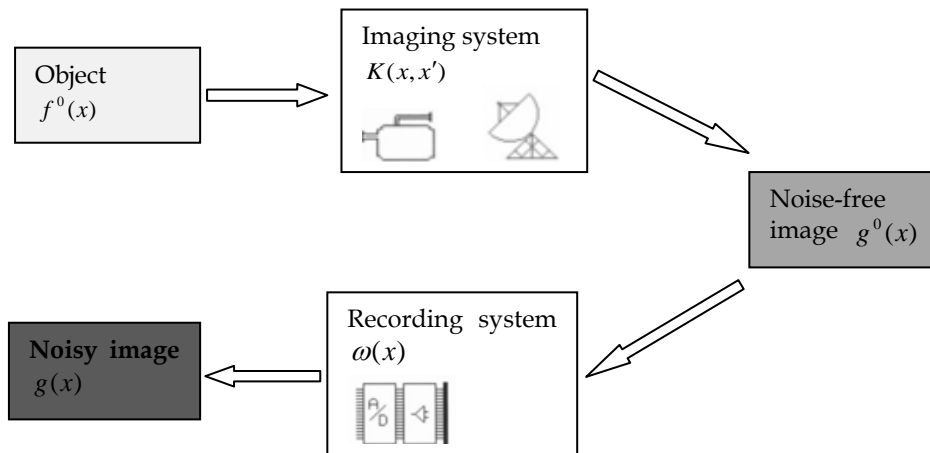 Object
f⁰(x)
Imaging system
K(x, x′)
Noise-free
image g⁰(x)
Recording system
ω(x)
A/D
Noisy image
g(x)